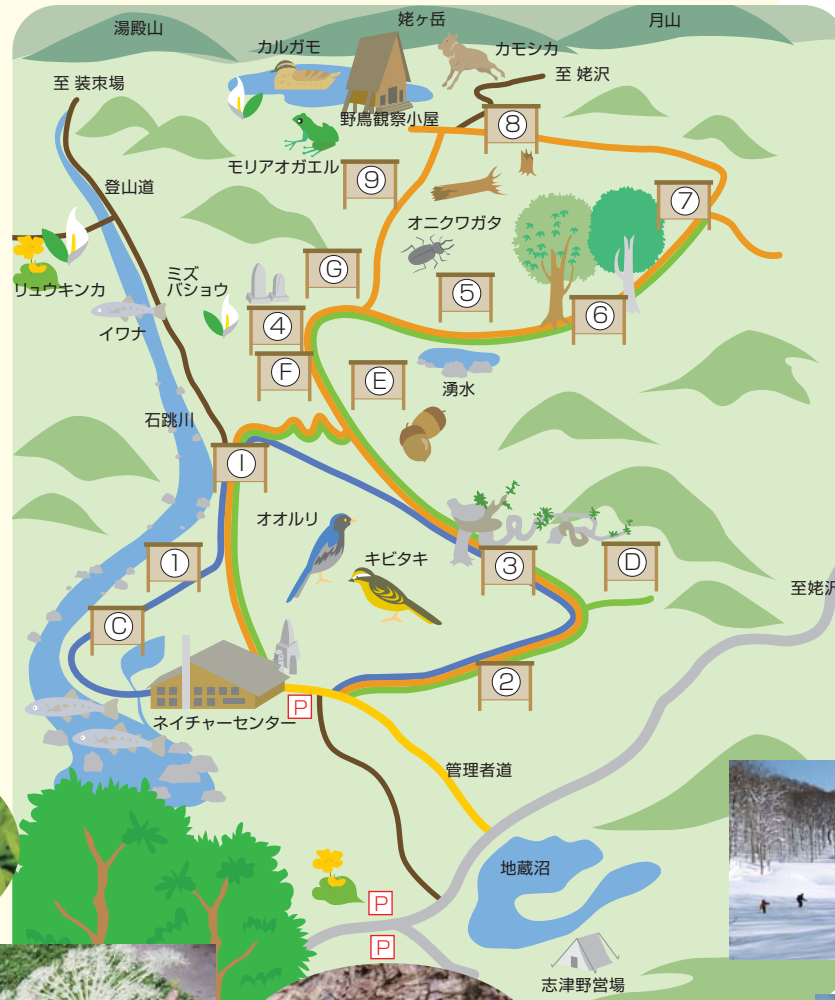 湯殿山
姥ヶ岳
月山
カルガモ
カモシカ
至 装束場
至 姥沢
野鳥観察小屋
⑧
モリアオガエル
⑨
登山道
⑦
オニクワガタ
リュウキンカ
ミズ
バショウ
Ⓖ
⑤
イワナ
④
⑥
Ⓕ
Ⓔ
湧水
石跳川
Ⓘ
オオルリ
①
キビタキ
③
Ⓓ
至姥沢
Ⓒ
②
ネイチャーセンター
P
管理者道
地蔵沼
P
P
志津野営場